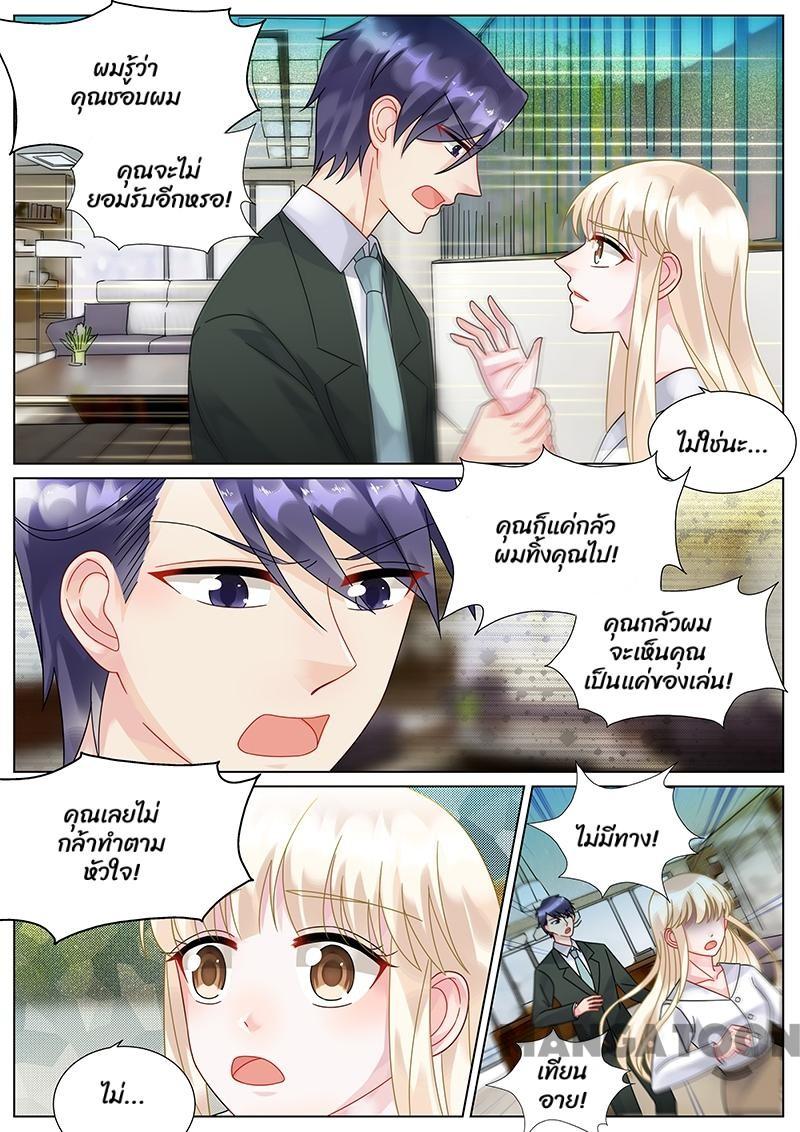 ผมรู้ว่า
คุณชอบผม
คุณจะไม่
ยอมรับอีกหรอ!
ไม่ใช่นะ...
คุณก็แค่กลัว
ผมทิ้งคุณไป!
คุณกลัวผม
จะเห็นคุณ
เป็นแค่ของเล่น!
คุณเลยไม่
กล้าทำตาม
หัวใจ!
ไม่...
ไม่มีทาง!
เทียน
อาย!
MANGATOON